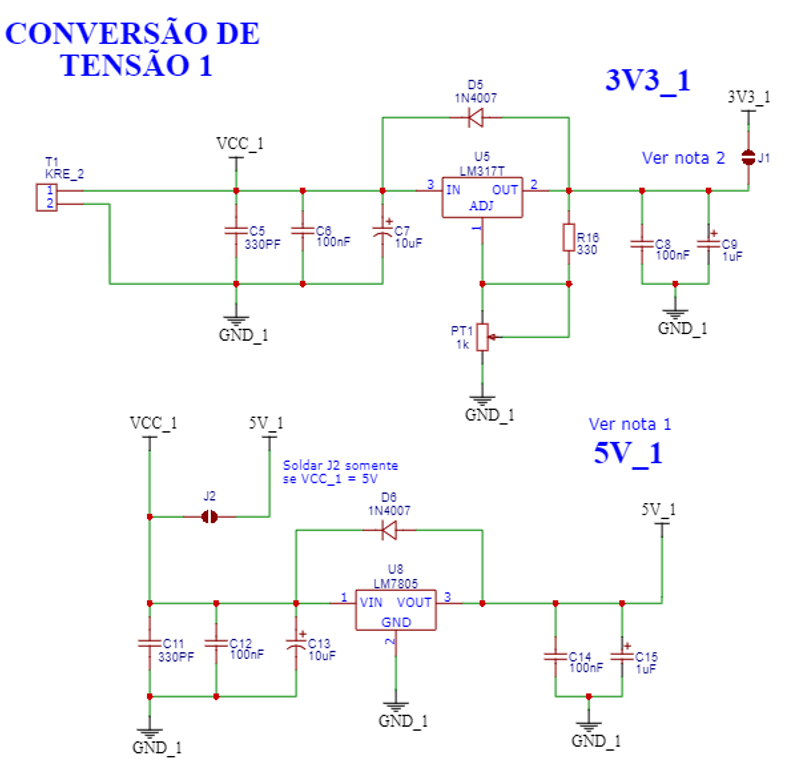 CONVERSÃO DE
TENSÃO 1
3V3_1
D5
1N4007
3V3_1
VCC_1
Ver nota 2
J1
T1
KRE_2
U5
LM317T
1
2
3
IN
OUT
2
ADJ
1
C5
330PF
C6
100nF
C7
10uF
R16
330
C8
100nF
C9
1uF
GND_1
GND_1
PT1
1k
GND_1
VCC_1
5V_1
Ver nota 1
5V_1
Soldar J2 somente
se VCC_1 = 5V
J2
D6
1N4007
5V_1
U8
LM7805
1
VIN
VOUT
3
GND
2
C11
330PF
C12
100nF
C13
10uF
C14
100nF
C15
1uF
GND_1
GND_1
GND_1